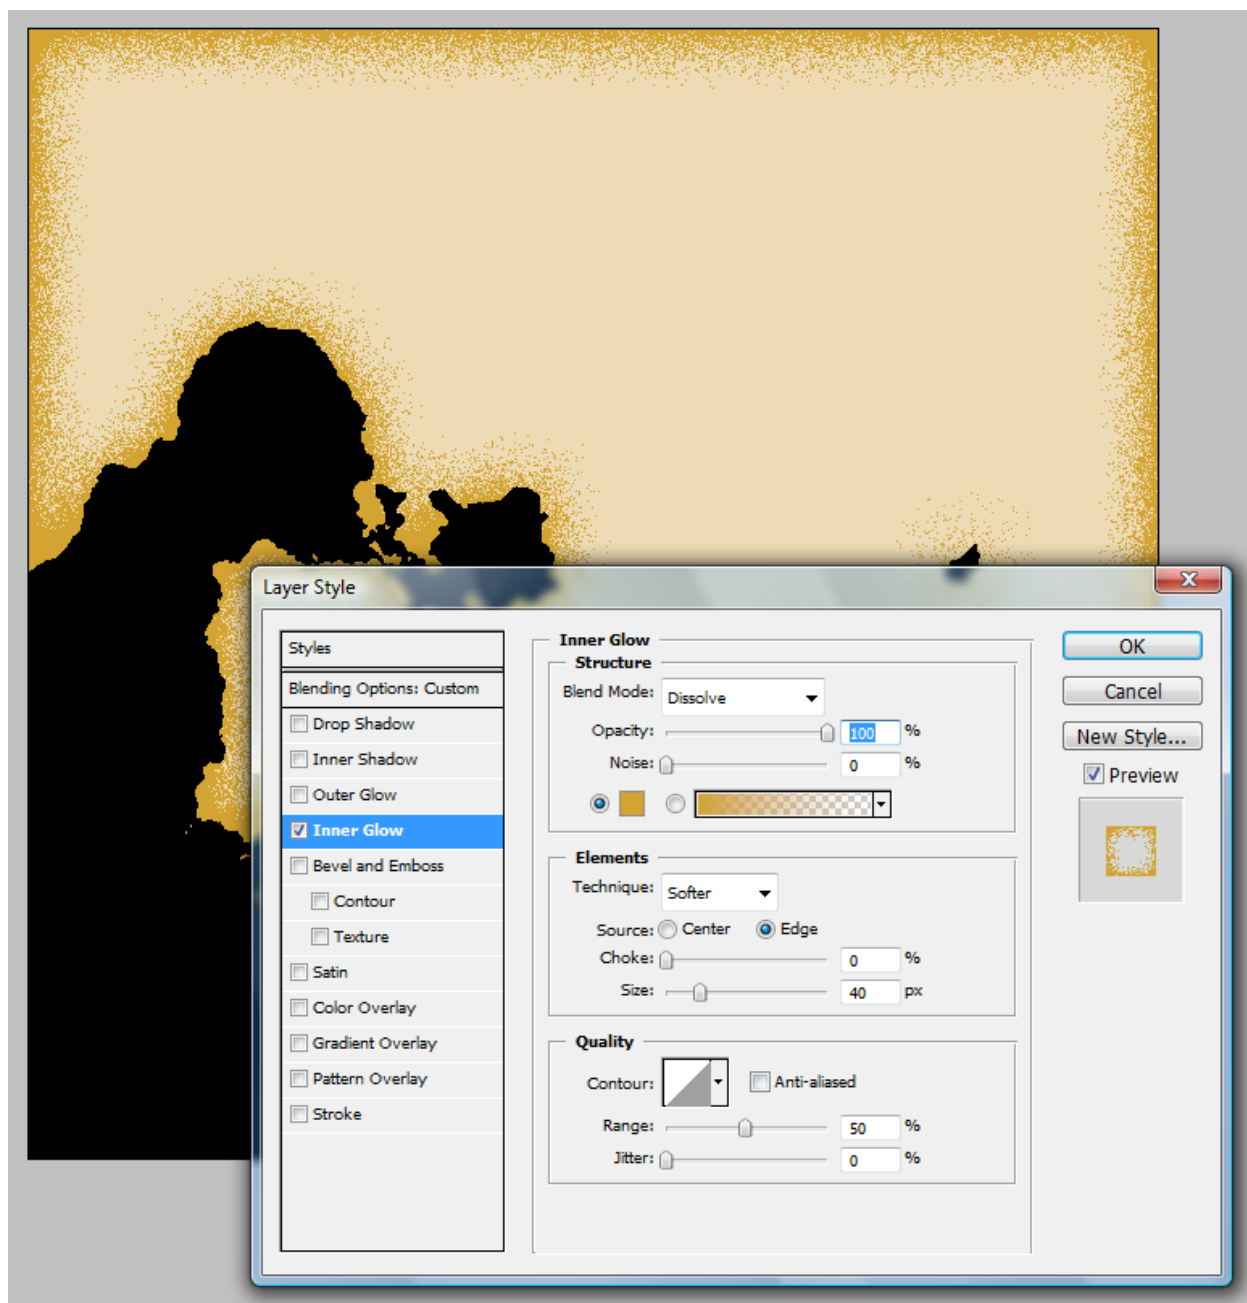 Layer Style
X
Styles
Blending Options: Custom
Drop Shadow
Inner Shadow
Outer Glow
Inner Glow
Bevel and Emboss
Contour
Texture
Satin
Color Overlay
Gradient Overlay
Pattern Overlay
Stroke
Inner Glow
Structure
Blend Mode: Dissolve
Opacity: 100 %
Noise: 0 %
Elements
Technique: Softer
Source: Center Edge
Choke: 0 %
Size: 40 px
Quality
Contour: Anti-aliased
Range: 50 %
Jitter: 0 %
OK
Cancel
New Style...
Preview